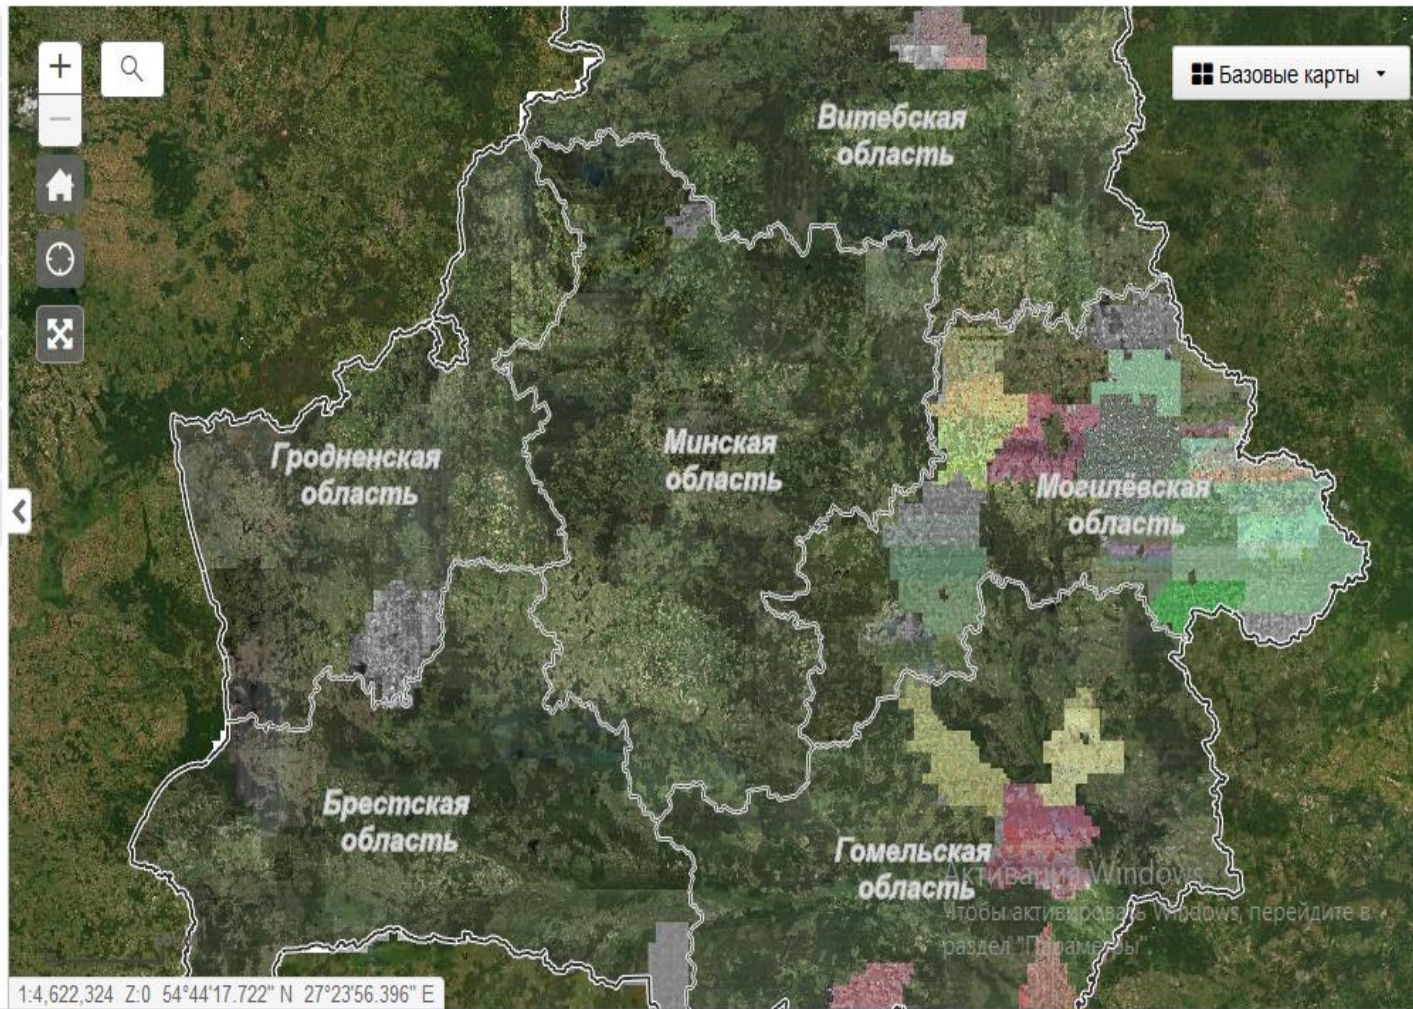 +
Базовые карты
−
Витебская
область
Гродненская
область
Минская
область
Могилёвская
область
Брестская
область
Гомельская
область
Активация Windows
Чтобы активировать Windows, перейдите в
раздел "Параметры".
1:4,622,324 Z:0 54°44'17.722" N 27°23'56.396" E